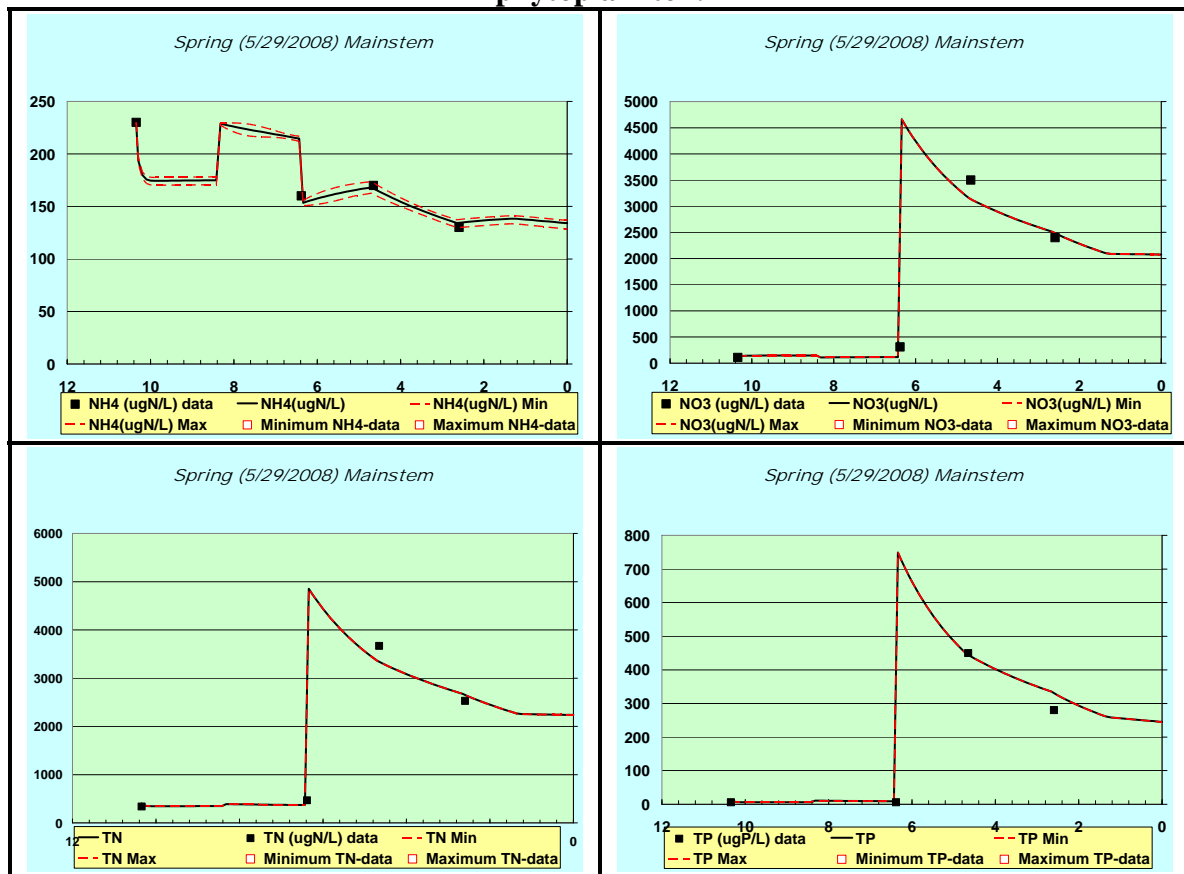 Spring (5/29/2008) Mainstem
250
200
150
100
50
0
12 10 8 6 4 2 0
NH4 (ugN/L) data NH4(ugN/L) NH4(ugN/L) Min
NH4(ugN/L) Max Minimum NH4-data Maximum NH4-data
Spring (5/29/2008) Mainstem
5000
4500
4000
3500
3000
2500
2000
1500
1000
500
0
12 10 8 6 4 2 0
NO3 (ugN/L) data NO3(ugN/L) NO3(ugN/L) Min
NO3(ugN/L) Max Minimum NO3-data Maximum NO3-data
Spring (5/29/2008) Mainstem
6000
5000
4000
3000
2000
1000
0
12 0
TN TN (ugN/L) data TN Min
TN Max Minimum TN-data Maximum TN-data
Spring (5/29/2008) Mainstem
800
700
600
500
400
300
200
100
0
12 10 8 6 4 2 0
TP (ugP/L) data TP TP Min
TP Max Minimum TP-data Maximum TP-data